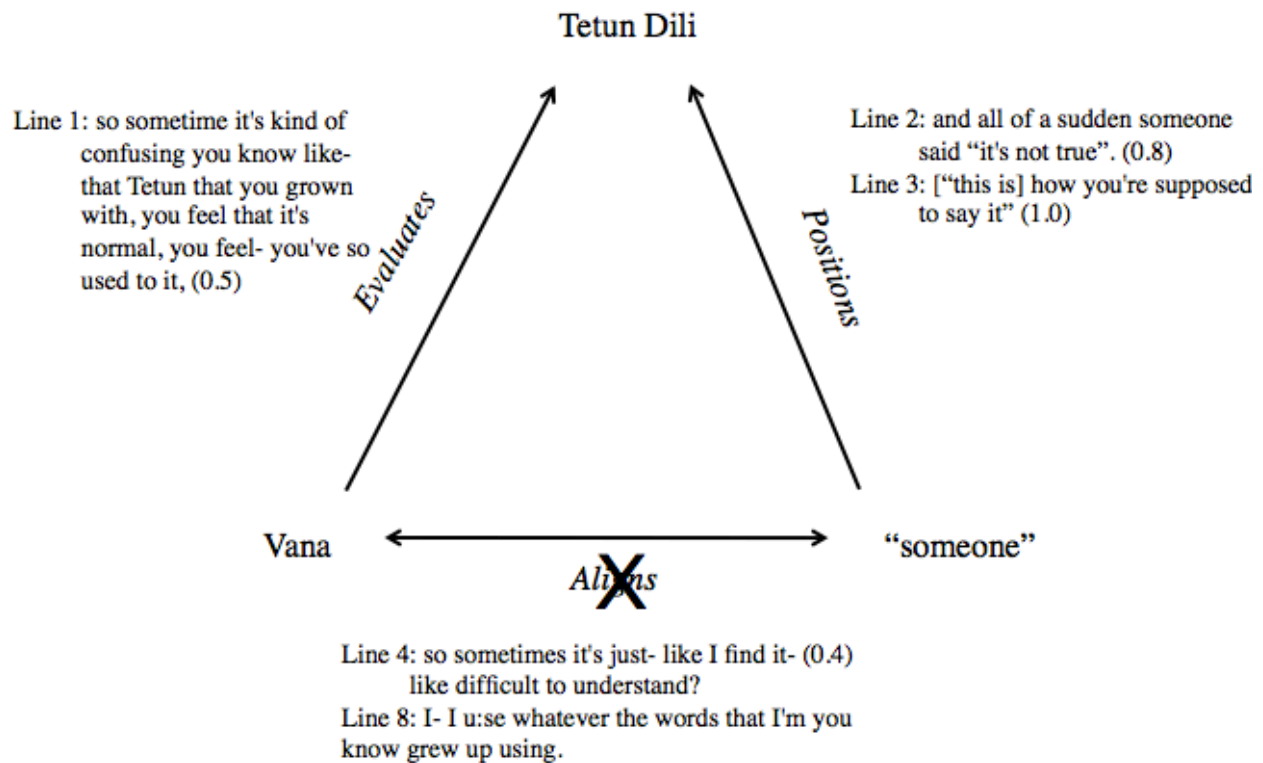 Tetun Dili
Line 1: so sometime it's kind of
confusing you know like-
that Tetun that you grown
with, you feel that it's
normal, you feel- you've so
used to it, (0.5)
Evaluates
Line 2: and all of a sudden someone
said “it's not true”. (0.8)
Line 3: [“this is] how you're supposed
to say it” (1.0)
Positions
Vana
“someone”
Aligns
X
Line 4: so sometimes it's just- like I find it- (0.4)
like difficult to understand?
Line 8: I- I u:se whatever the words that I'm you
know grew up using.